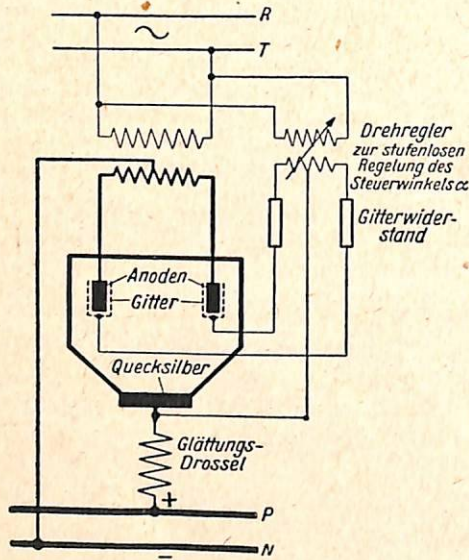 R
T
Drehregler
zur stufenlosen
Regelung des
Steuerwinkels α
Gitterwider-
stand
Anoden
Gitter
Quecksilber
Glättungs-
Drossel
+
P
–
N